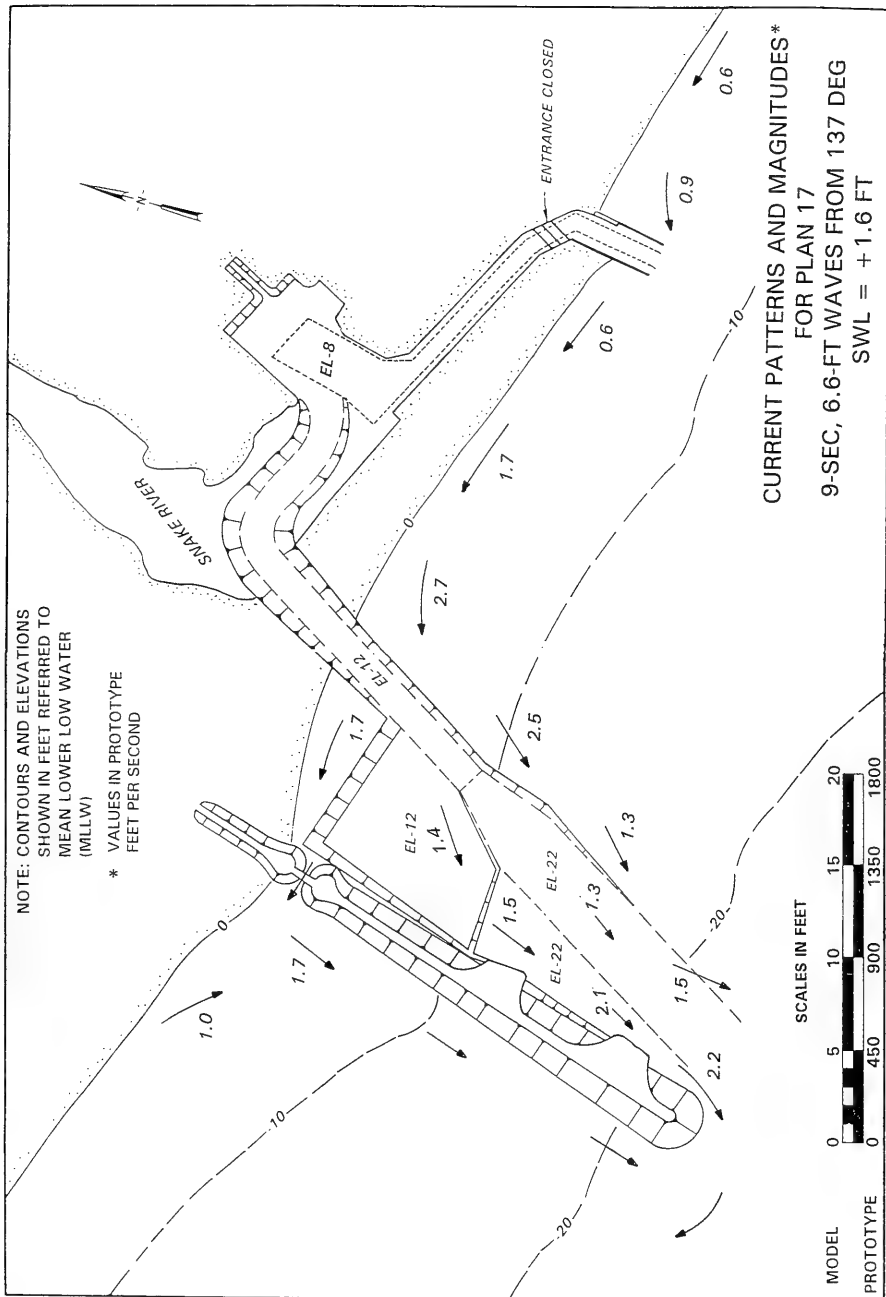 NOTE: CONTOURS AND ELEVATIONS
SHOWN IN FEET REFERRED TO
MEAN LOWER LOW WATER
(MLLW)
* VALUES IN PROTOTYPE
FEET PER SECOND
SNAKE RIVER
N
ENTRANCE CLOSED
EL-8
EL-12
EL-12
EL-22
EL-22
0
0
-10
-10
-20
-20
1.0
1.7
1.7
1.4
1.5
2.1
2.2
1.3
1.3
1.5
2.5
2.7
1.7
0.6
0.9
0.6
SCALES IN FEET
MODEL 0 5 10 15 20
PROTOTYPE 0 450 900 1350 1800
CURRENT PATTERNS AND MAGNITUDES*
FOR PLAN 17
9-SEC, 6.6-FT WAVES FROM 137 DEG
SWL = +1.6 FT